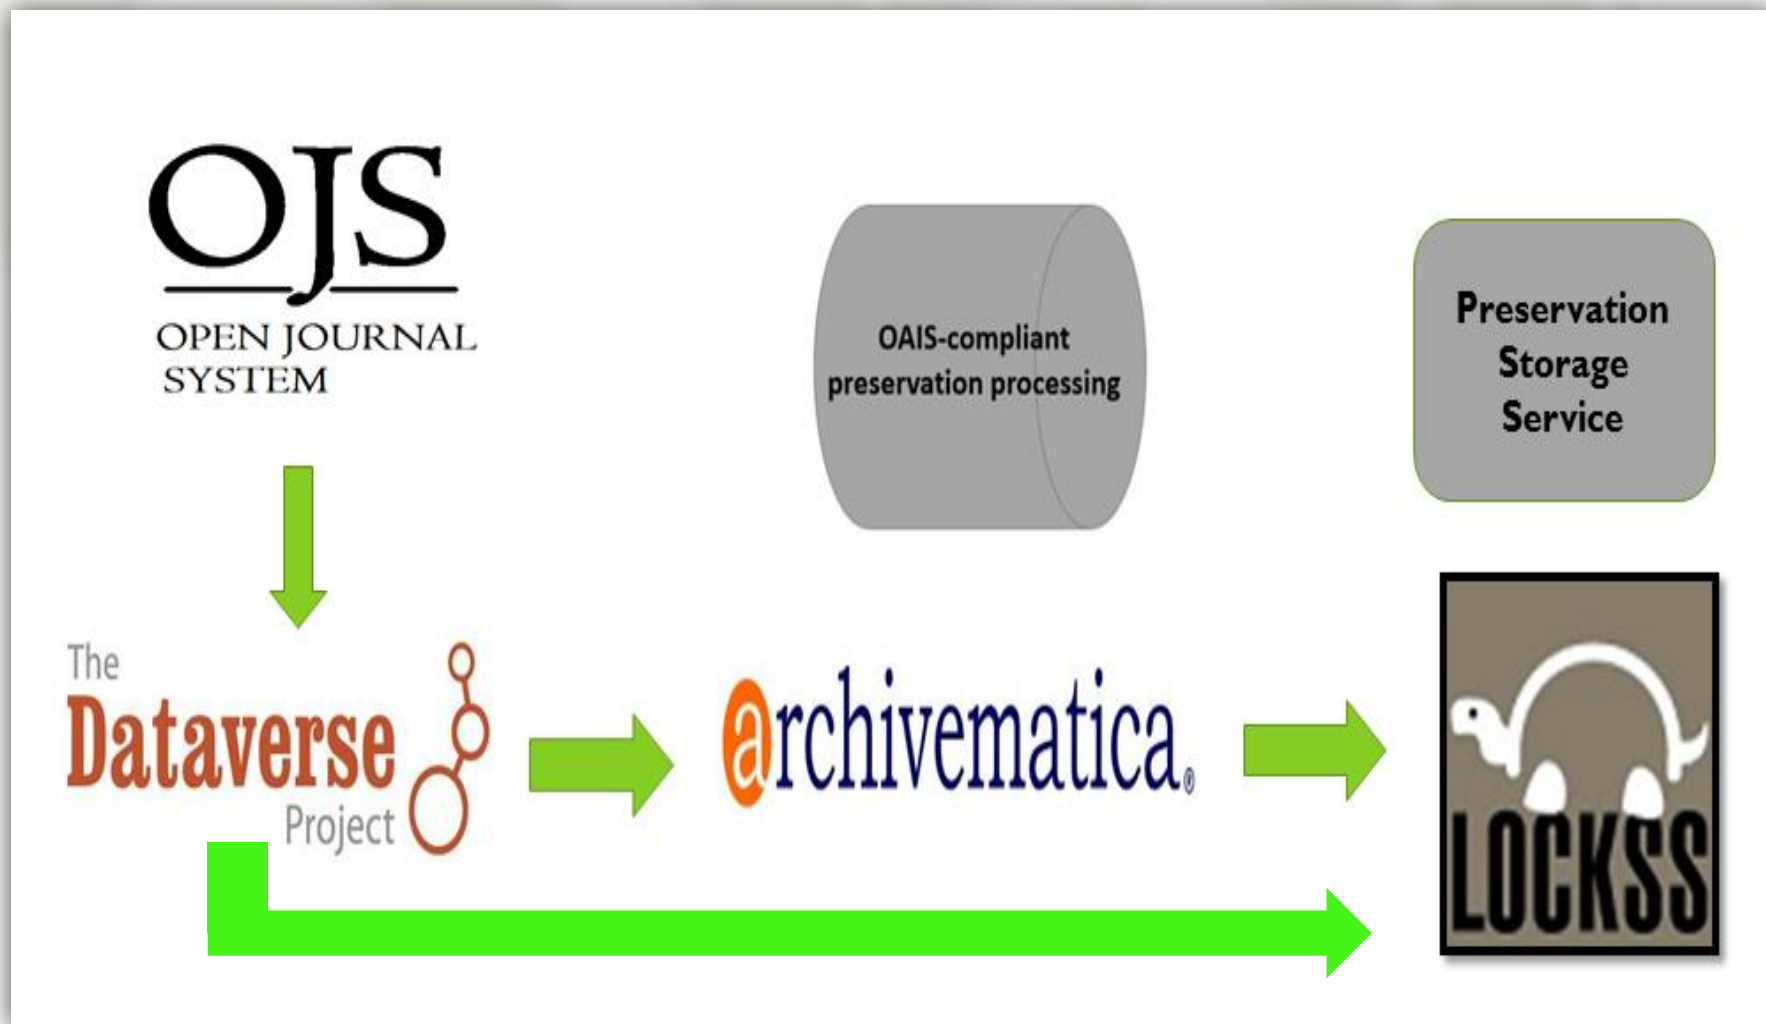 OJS
OPEN JOURNAL
SYSTEM
OAIS-compliant
preservation processing
Preservation
Storage
Service
The
Dataverse
Project
archivematica®
LOCKSS